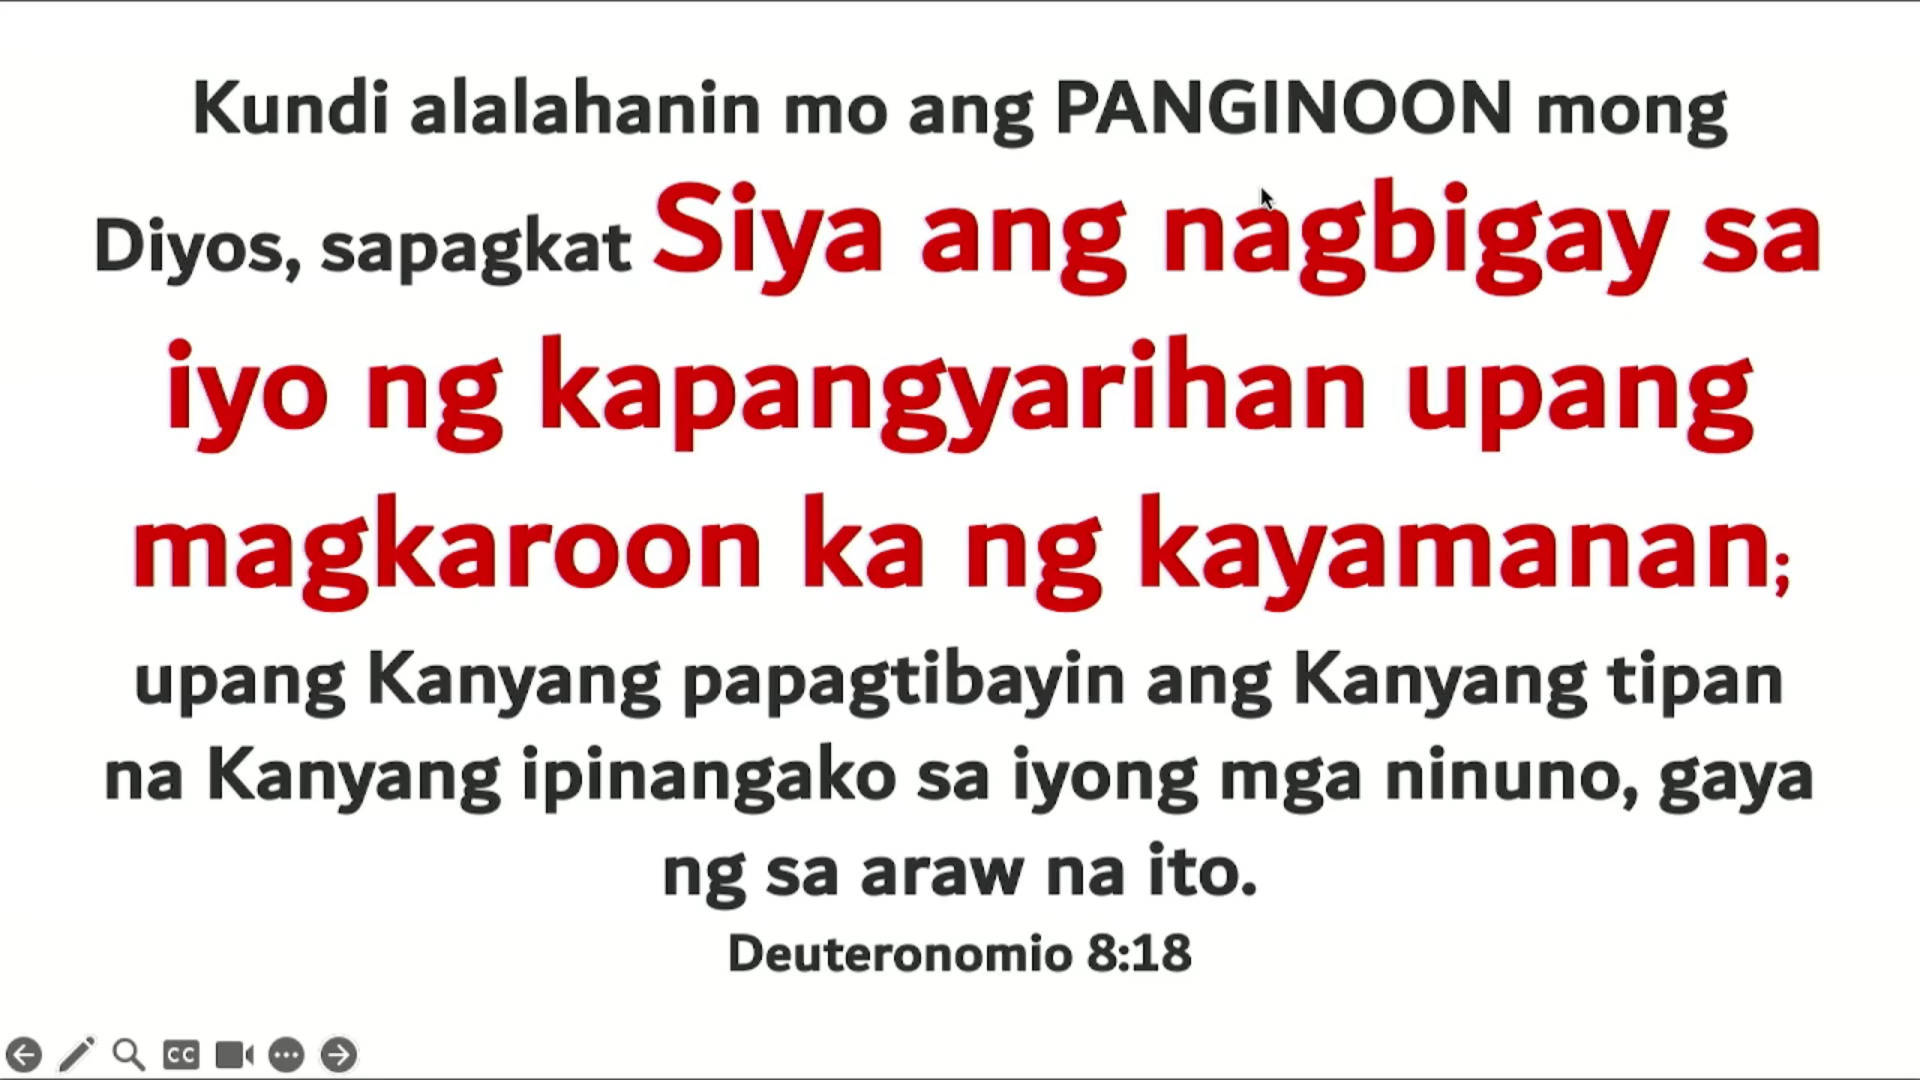 Kundi alalahanin mo ang PANGINOON mong
Diyos, sapagkat Siya ang nagbigay sa
iyo ng kapangyarihan upang
magkaroon ka ng kayamanan;
upang Kanyang papagtibayin ang Kanyang tipan
na Kanyang ipinangako sa iyong mga ninuno, gaya
ng sa araw na ito.
Deuteronomio 8:18
CC